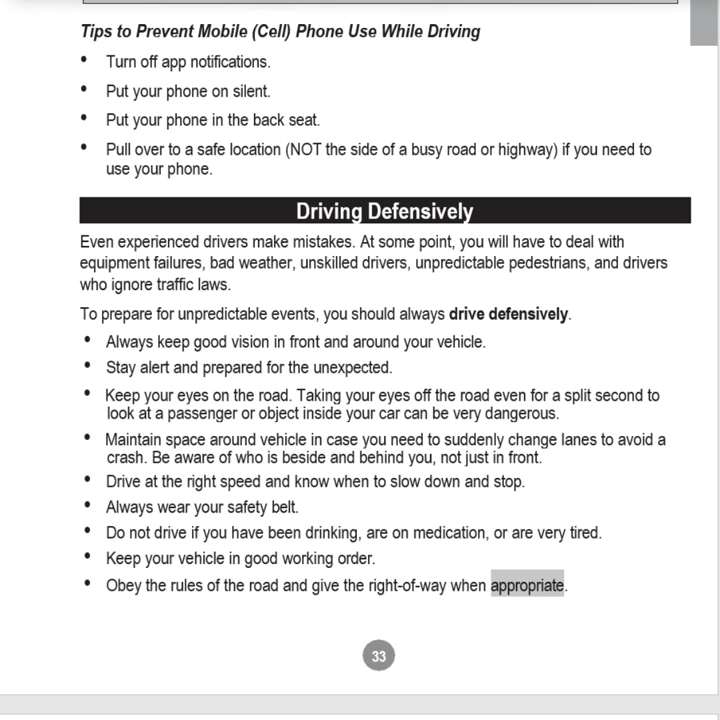 Tips to Prevent Mobile (Cell) Phone Use While Driving
• Turn off app notifications.
• Put your phone on silent.
• Put your phone in the back seat.
• Pull over to a safe location (NOT the side of a busy road or highway) if you need to
use your phone.
Driving Defensively
Even experienced drivers make mistakes. At some point, you will have to deal with
equipment failures, bad weather, unskilled drivers, unpredictable pedestrians, and drivers
who ignore traffic laws.
To prepare for unpredictable events, you should always drive defensively.
• Always keep good vision in front and around your vehicle.
• Stay alert and prepared for the unexpected.
• Keep your eyes on the road. Taking your eyes off the road even for a split second to
look at a passenger or object inside your car can be very dangerous.
• Maintain space around vehicle in case you need to suddenly change lanes to avoid a
crash. Be aware of who is beside and behind you, not just in front.
• Drive at the right speed and know when to slow down and stop.
• Always wear your safety belt.
• Do not drive if you have been drinking, are on medication, or are very tired.
• Keep your vehicle in good working order.
• Obey the rules of the road and give the right-of-way when appropriate.
33